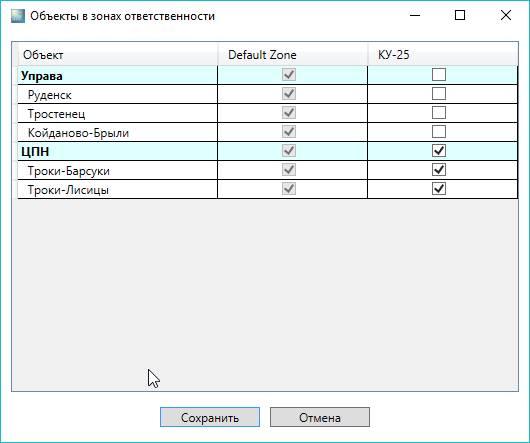 Объекты в зонах ответственности
Объект Default Zone КУ-25
Управа
Руденск
Тростенец
Койданово-Брыли
ЦПН
Троки-Барсуки
Троки-Лисицы
Сохранить Отмена